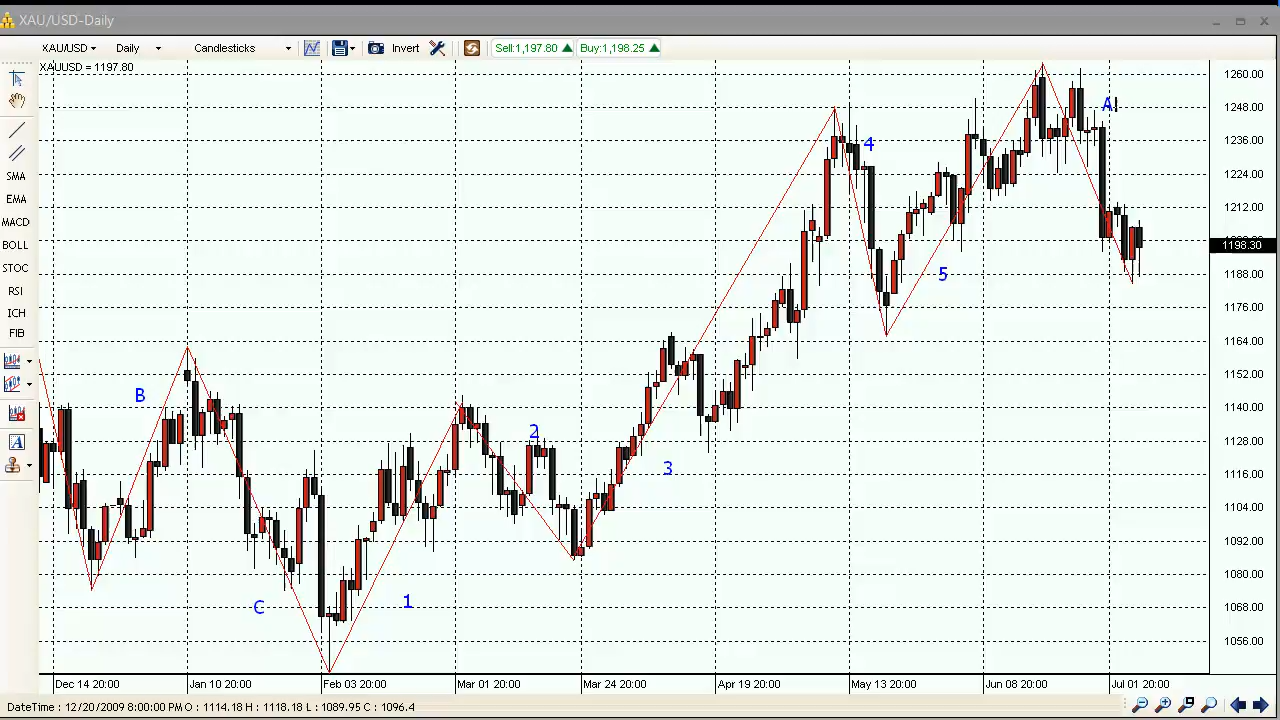 XAU/USD-Daily
XAU/USD Daily Candlesticks Invert Sell:1,197.80 Buy:1,198.25
XAUUSD = 1197.80
SMA
EMA
MACD
BOLL
STOC
RSI
ICH
FIB
A
B
C
1
2
3
4
5
A
1260.00
1248.00
1236.00
1224.00
1212.00
1198.30
1188.00
1176.00
1164.00
1152.00
1140.00
1128.00
1116.00
1104.00
1092.00
1080.00
1068.00
1056.00
Dec 14 20:00 Jan 10 20:00 Feb 03 20:00 Mar 01 20:00 Mar 24 20:00 Apr 19 20:00 May 13 20:00 Jun 08 20:00 Jul 01 20:00
DateTime : 12/20/2009 8:00:00 PM O : 1114.18 H : 1118.18 L : 1089.95 C : 1096.4